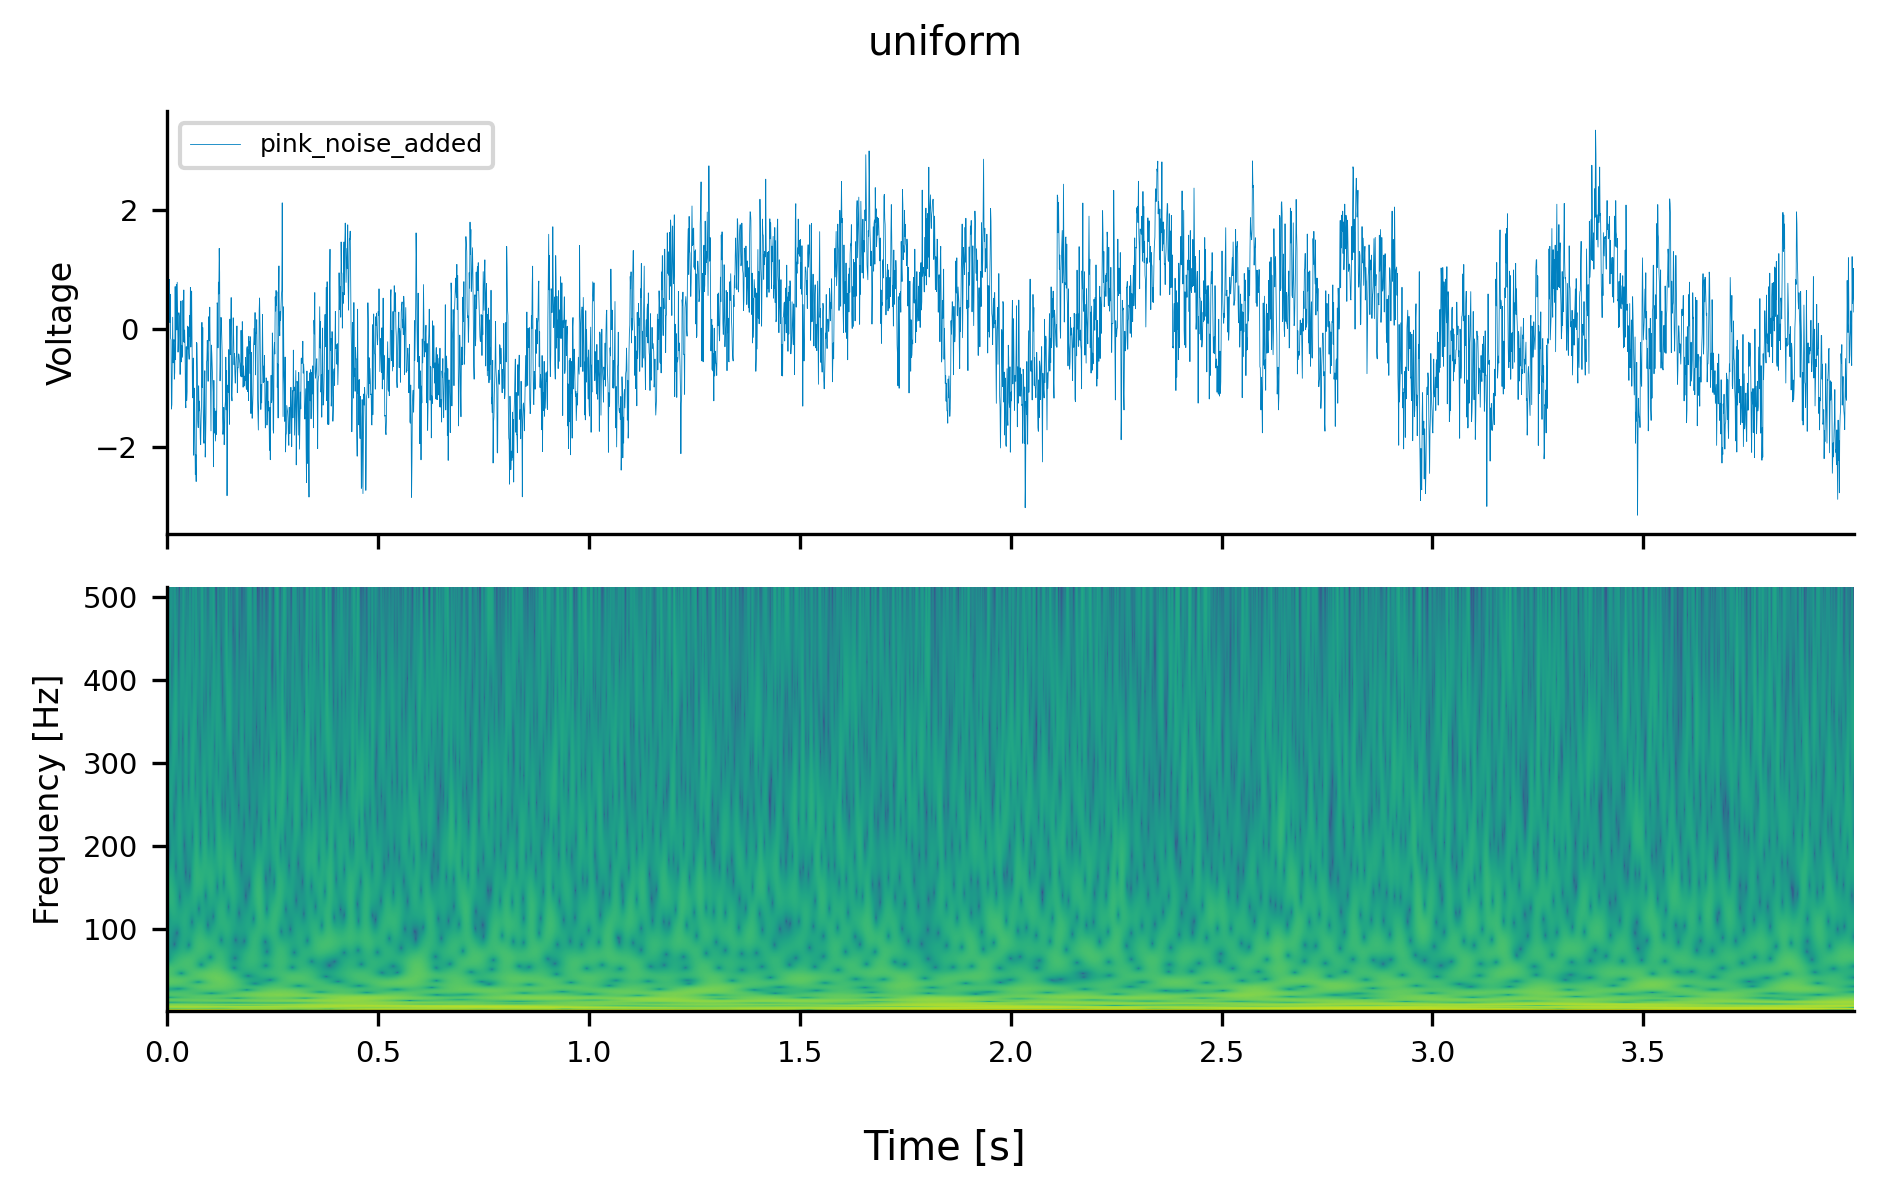 uniform
pink_noise_added
Voltage
2
0
−2
Frequency [Hz]
500
400
300
200
100
0.0 0.5 1.0 1.5 2.0 2.5 3.0 3.5
Time [s]